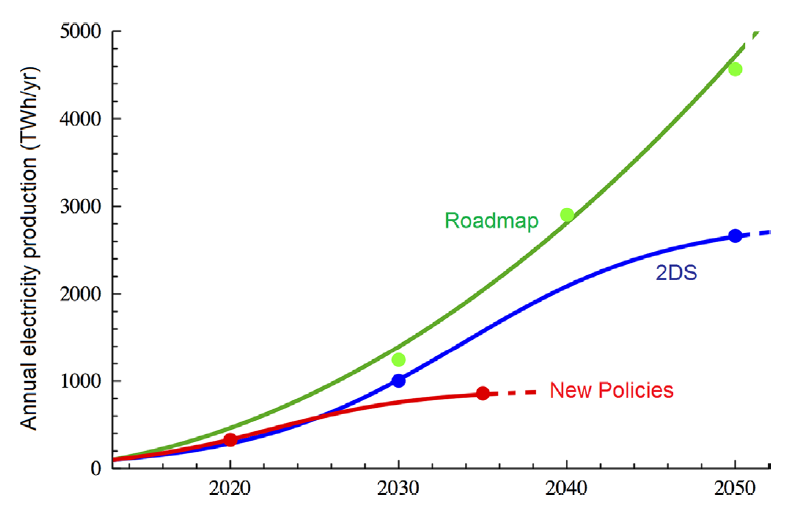 Annual electricity production (TWh/yr)
5000
4000
3000
2000
1000
0
2020
2030
2040
2050
Roadmap
2DS
New Policies